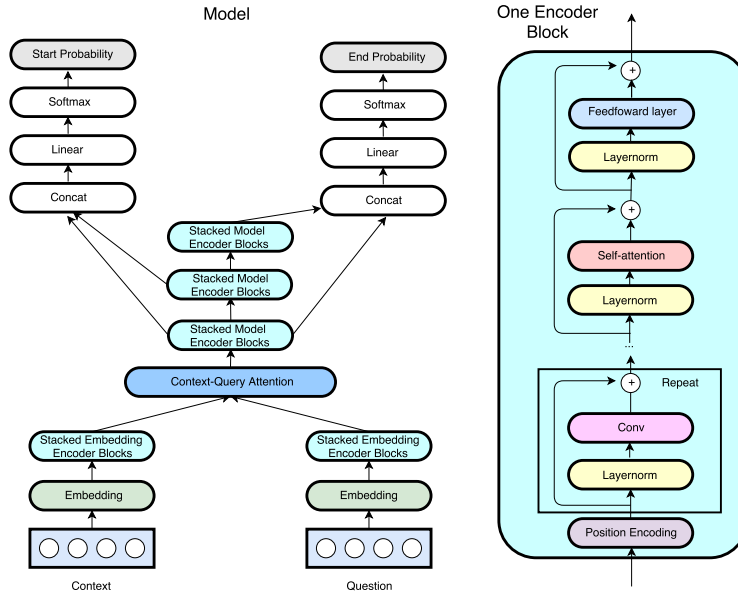 Model
Start Probability
Softmax
Linear
Concat
End Probability
Softmax
Linear
Concat
Stacked Model
Encoder Blocks
Stacked Model
Encoder Blocks
Stacked Model
Encoder Blocks
Context-Query Attention
Stacked Embedding
Encoder Blocks
Stacked Embedding
Encoder Blocks
Embedding
Embedding
Context
Question
One Encoder
Block
+
Feedfoward layer
Layernorm
+
Self-attention
Layernorm
...
+
Repeat
Conv
Layernorm
Position Encoding